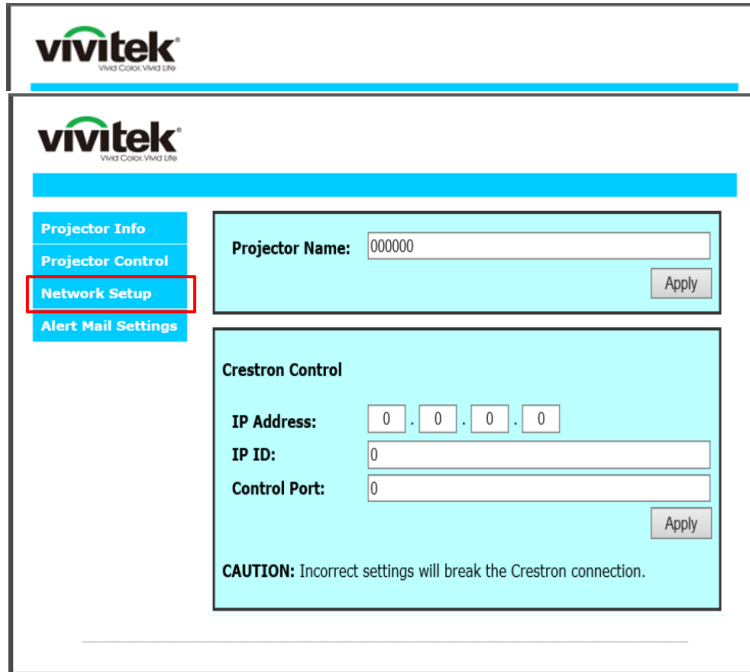 vivitek
Vivid Color, Vivid Life
vivitek
Vivid Color, Vivid Life
Projector Info
Projector Control
Network Setup
Alert Mail Settings
Projector Name: 000000
Apply
Crestron Control
IP Address: 0 . 0 . 0 . 0
IP ID: 0
Control Port: 0
Apply
CAUTION: Incorrect settings will break the Crestron connection.